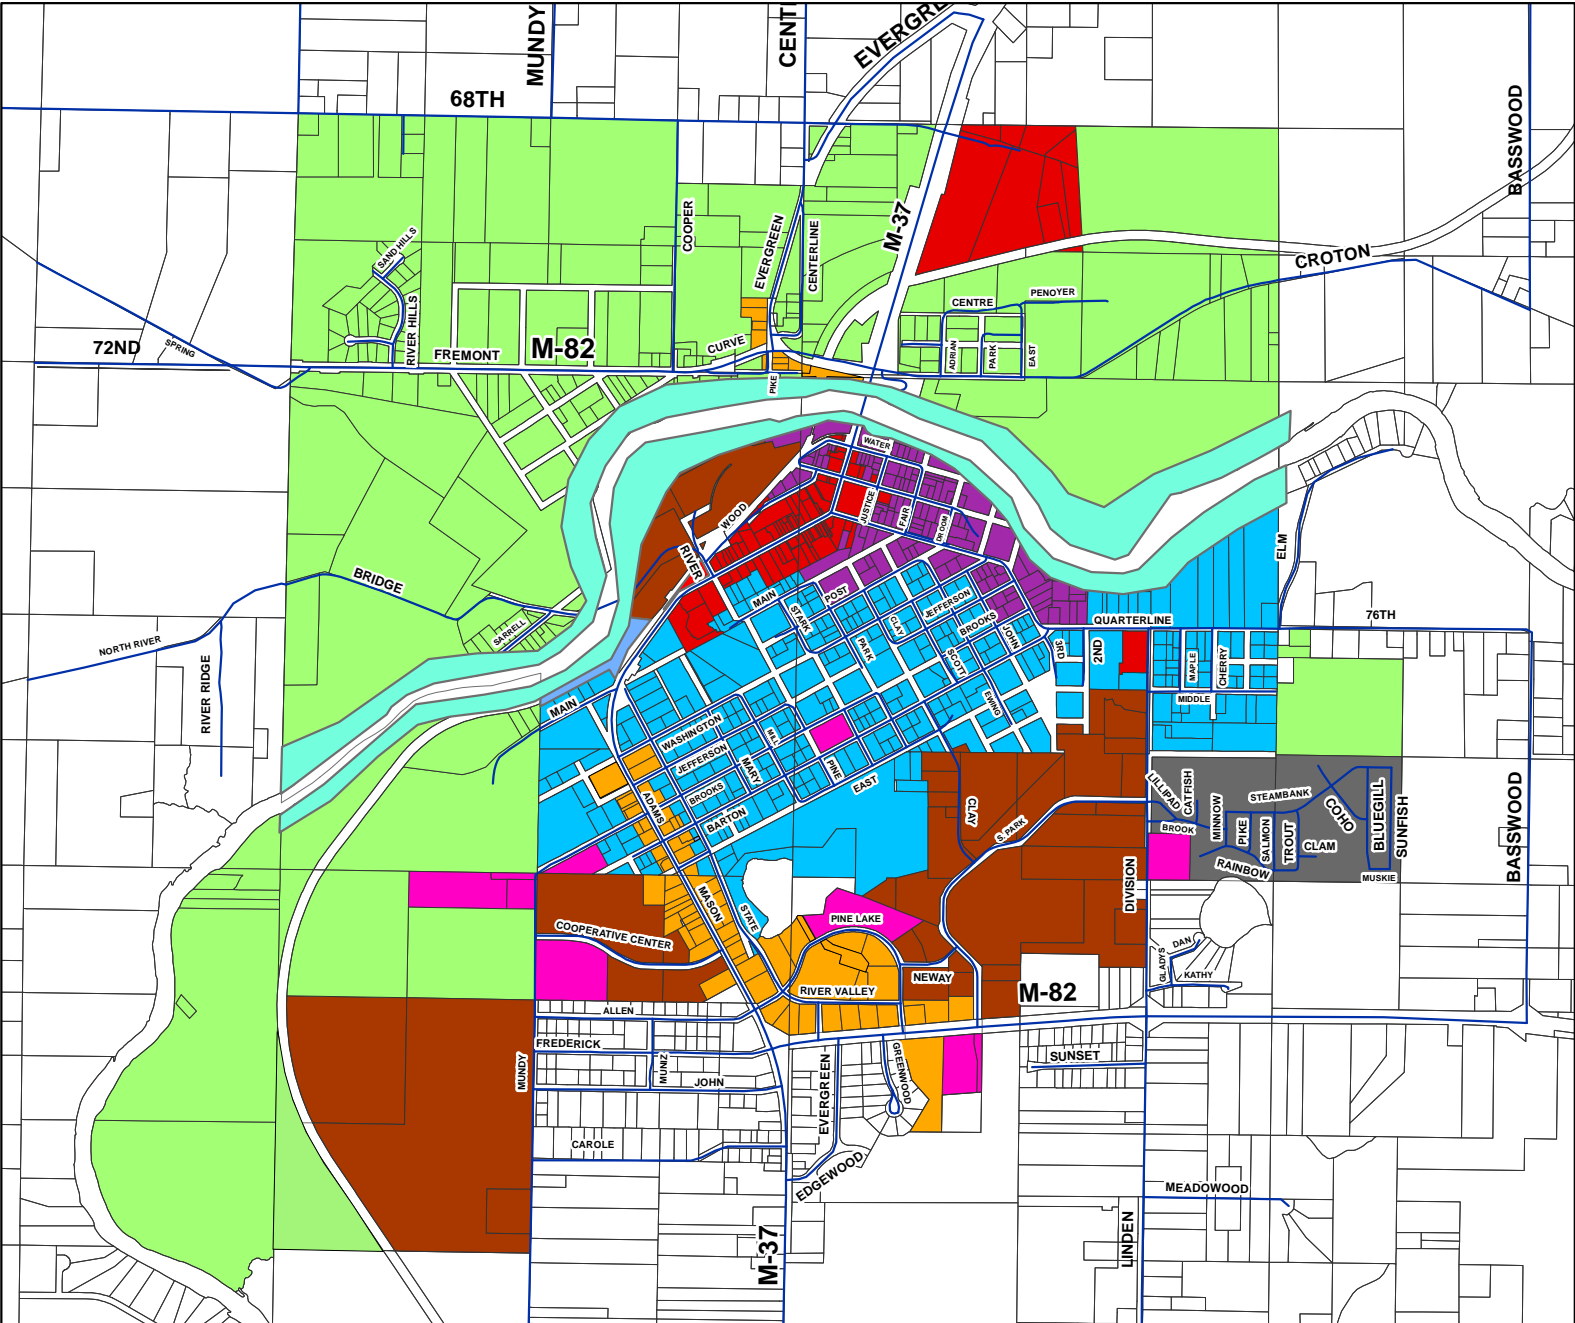 MUNDY
CENT
EVERGRE
68TH
BASSWOOD
COOPER
M-37
SAND HILLS
EVERGREEN
CENTERLINE
CROTON
RIVER HILLS
CENTRE
PENOYER
72ND
SPRING
FREMONT
M-82
CURVE
ADRIAN
PARK
EAST
PIKE
WATER
WOOD
JUSTICE
FAIR
DROOM
RIVER
ELM
BRIDGE
MAIN
POST
STARK
JEFFERSON
CLAY
BROOKS
JOHN
QUARTERLINE
76TH
NORTH RIVER
SARRELL
PARK
SCOTT
3RD
2ND
MAPLE
CHERRY
RIVER RIDGE
MAIN
EWING
MIDDLE
WASHINGTON
MILL
JEFFERSON
MARY
PINE
EAST
BROOKS
ADAMS
BARTON
CLAY
S. PARK
LILLIPAD
CATFISH
STEAMBANK
COHO
BLUEGILL
SUNFISH
BASSWOOD
BROOK
MINNOW
PIKE
SALMON
TROUT
CLAM
RAINBOW
MUSKIE
DIVISION
MASON
STATE
PINE LAKE
COOPERATIVE CENTER
DAN
GLADYS
KATHY
NEWAY
RIVER VALLEY
M-82
ALLEN
FREDERICK
MUNDY
MUNIZ
JOHN
EVERGREEN
GREENWOOD
SUNSET
CAROLE
EDGEWOOD
MEADOWOOD
M-37
LINDEN